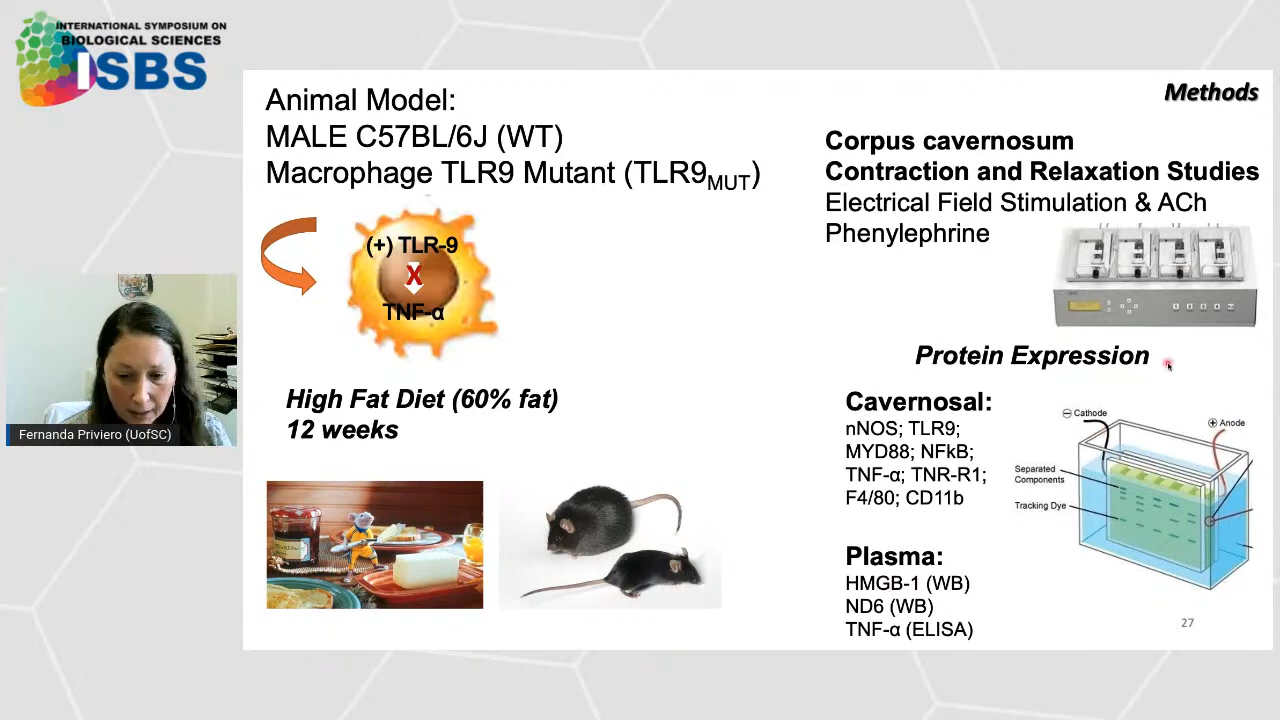 INTERNATIONAL SYMPOSIUM ON
BIOLOGICAL SCIENCES
ISBS
Methods
Animal Model:
MALE C57BL/6J (WT)
Macrophage TLR9 Mutant (TLR9MUT)
(+) TLR-9
X
TNF-α
High Fat Diet (60% fat)
12 weeks
Corpus cavernosum
Contraction and Relaxation Studies
Electrical Field Stimulation & ACh
Phenylephrine
Protein Expression
Cavernosal:
nNOS; TLR9;
MYD88; NFkB;
TNF-α; TNR-R1;
F4/80; CD11b
Plasma:
HMGB-1 (WB)
ND6 (WB)
TNF-α (ELISA)
Cathode
Anode
Separated
Components
Tracking Dye
27
Fernanda Priviero (UofSC)